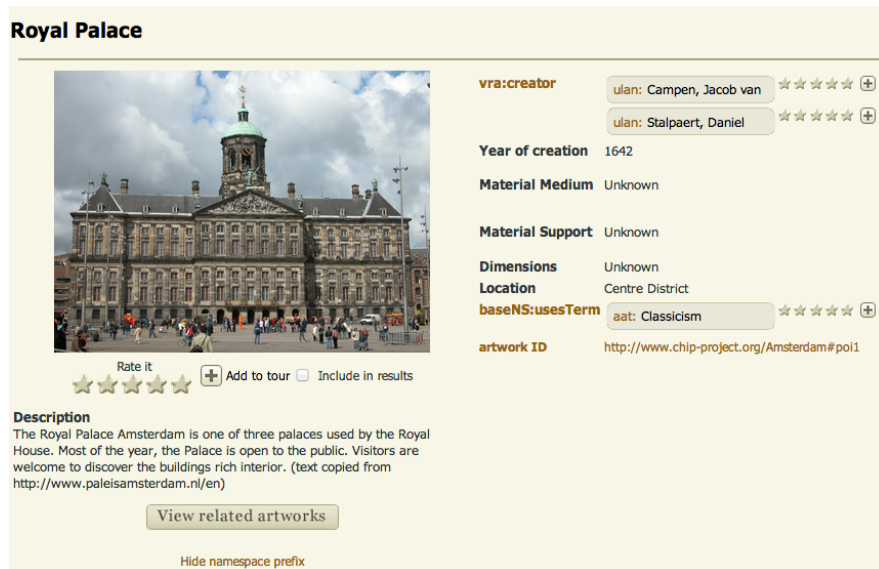 Royal Palace
vra:creator
ulan: Campen, Jacob van
ulan: Stalpaert, Daniel
Year of creation 1642
Material Medium Unknown
Material Support Unknown
Dimensions Unknown
Location Centre District
baseNS:usesTerm aat: Classicism
artwork ID http://www.chip-project.org/Amsterdam#poi1
Rate it
Add to tour Include in results
Description
The Royal Palace Amsterdam is one of three palaces used by the Royal
House. Most of the year, the Palace is open to the public. Visitors are
welcome to discover the buildings rich interior. (text copied from
http://www.paleisamsterdam.nl/en)
View related artworks
Hide namespace prefix